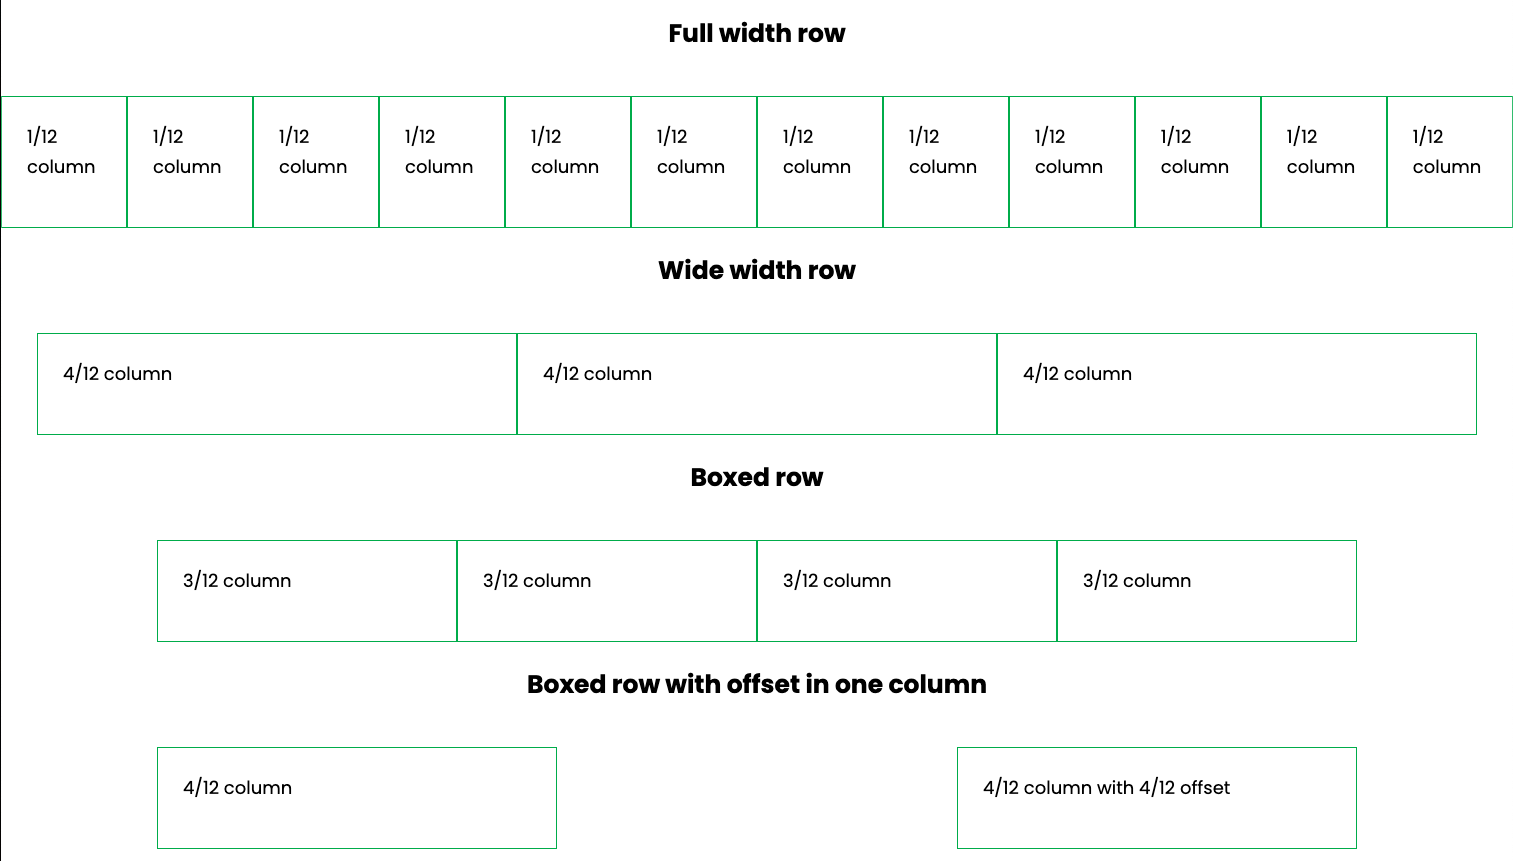 Full width row
1/12 1/12 1/12 1/12 1/12 1/12 1/12 1/12 1/12 1/12 1/12 1/12
column column column column column column column column column column column column
Wide width row
4/12 column 4/12 column 4/12 column
Boxed row
3/12 column 3/12 column 3/12 column 3/12 column
Boxed row with offset in one column
4/12 column 4/12 column with 4/12 offset